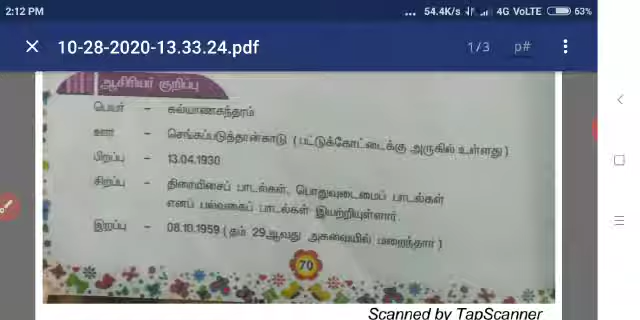 2:12 PM ... 54.4K/s 4G VoLTE 63%
10-28-2020-13.33.24.pdf 1/3 p#
ஆசிரியர் குறிப்பு
பெயர் - கல்யாணசுந்தரம்
ஊர் - செங்கப்படுத்தான்காடு (பட்டுக்கோட்டைக்கு அருகில் உள்ளது)
பிறப்பு - 13.04.1930
சிறப்பு - திரையிசைப் பாடல்கள், பொதுவுடைமைப் பாடல்கள்
எனப் பல்வகைப் பாடல்கள் இயற்றியுள்ளார்.
இறப்பு - 08.10.1959 (தம் 29ஆவது அகவையில் மறைந்தார்)
70
Scanned by TapScanner